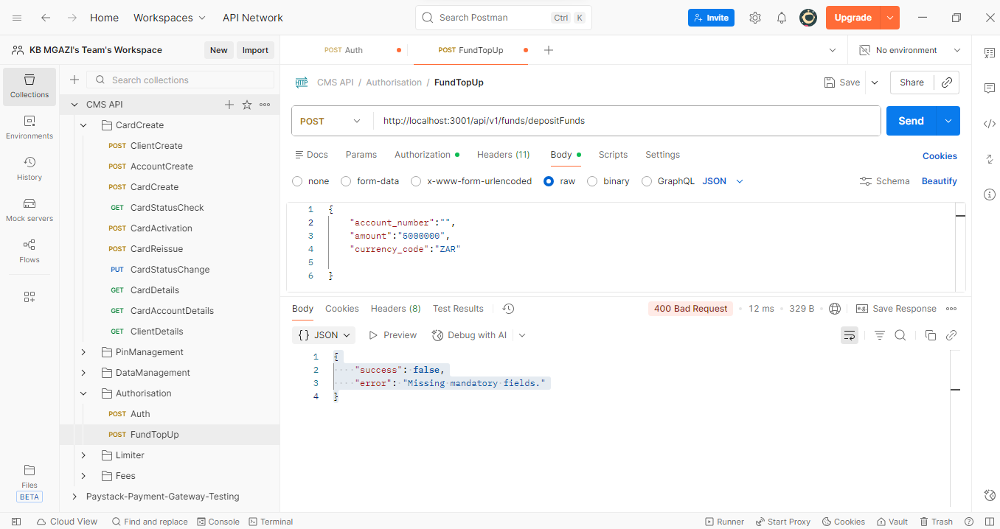 Home Workspaces API Network Search Postman Ctrl K Invite Upgrade
KB MGAZI's Team's Workspace New Import POST Auth POST FundTopUp No environment
Collections
Environments
History
Mock servers
Flows
Files
BETA
Search collections
CMS API
CardCreate
POST ClientCreate
POST AccountCreate
POST CardCreate
GET CardStatusCheck
POST CardActivation
POST CardReissue
PUT CardStatusChange
GET CardDetails
GET CardAccountDetails
GET ClientDetails
PinManagement
DataManagement
Authorisation
POST Auth
POST FundTopUp
Limiter
Fees
Paystack-Payment-Gateway-Testing
HTTP CMS API / Authorisation / FundTopUp Save Share
POST http://localhost:3001/api/v1/funds/depositFunds Send
Docs Params Authorization Headers (11) Body Scripts Settings Cookies
none form-data x-www-form-urlencoded raw binary GraphQL JSON Schema Beautify
1 {
2 "account_number":"",
3 "amount":"5000000",
4 "currency_code":"ZAR"
5
6 }
Body Cookies Headers (8) Test Results 400 Bad Request • 12 ms • 329 B e.g. Save Response
{} JSON Preview Debug with AI
1 {
2 "success": false,
3 "error": "Missing mandatory fields."
4 }
Cloud View Find and replace Console Terminal Runner Start Proxy Cookies Vault Trash